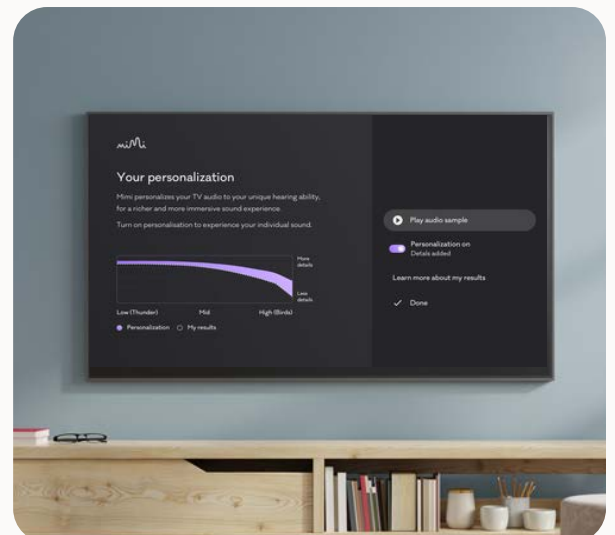 mimi
Your personalization
Mimi personalizes your TV audio to your unique hearing ability,
for a richer and more immersive sound experience.
Turn on personalisation to experience your individual sound.
More
details
Less
details
Low (Thunder) Mid High (Birds)
Personalization My results
Play audio sample
Personalization on
Details added
Learn more about my results
Done